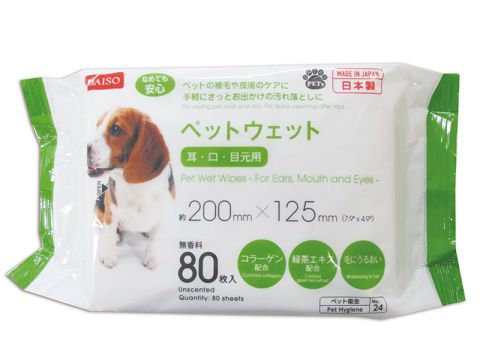 DAISO
なめても
安心
ペットの被毛や皮膚のケアに
手軽にさっとお出かけの汚れ落としに
For wiping pet coat and skin. For quick cleaning after trips.
PETS
MADE IN JAPAN
日本製
ペットウェット
耳・口・目元用
Pet Wet Wipes - For Ears, Mouth and Eyes -
約200mm×125mm (7.9"x4.9")
無香料
80枚入
Unscented
Quantity: 80 sheets
コラーゲン
配合
Contains collagen
緑茶エキス
配合
Contains
green tea extract
毛にうるおい
Moisturizing to hair
ペット衛生
Pet Hygiene
No.
24